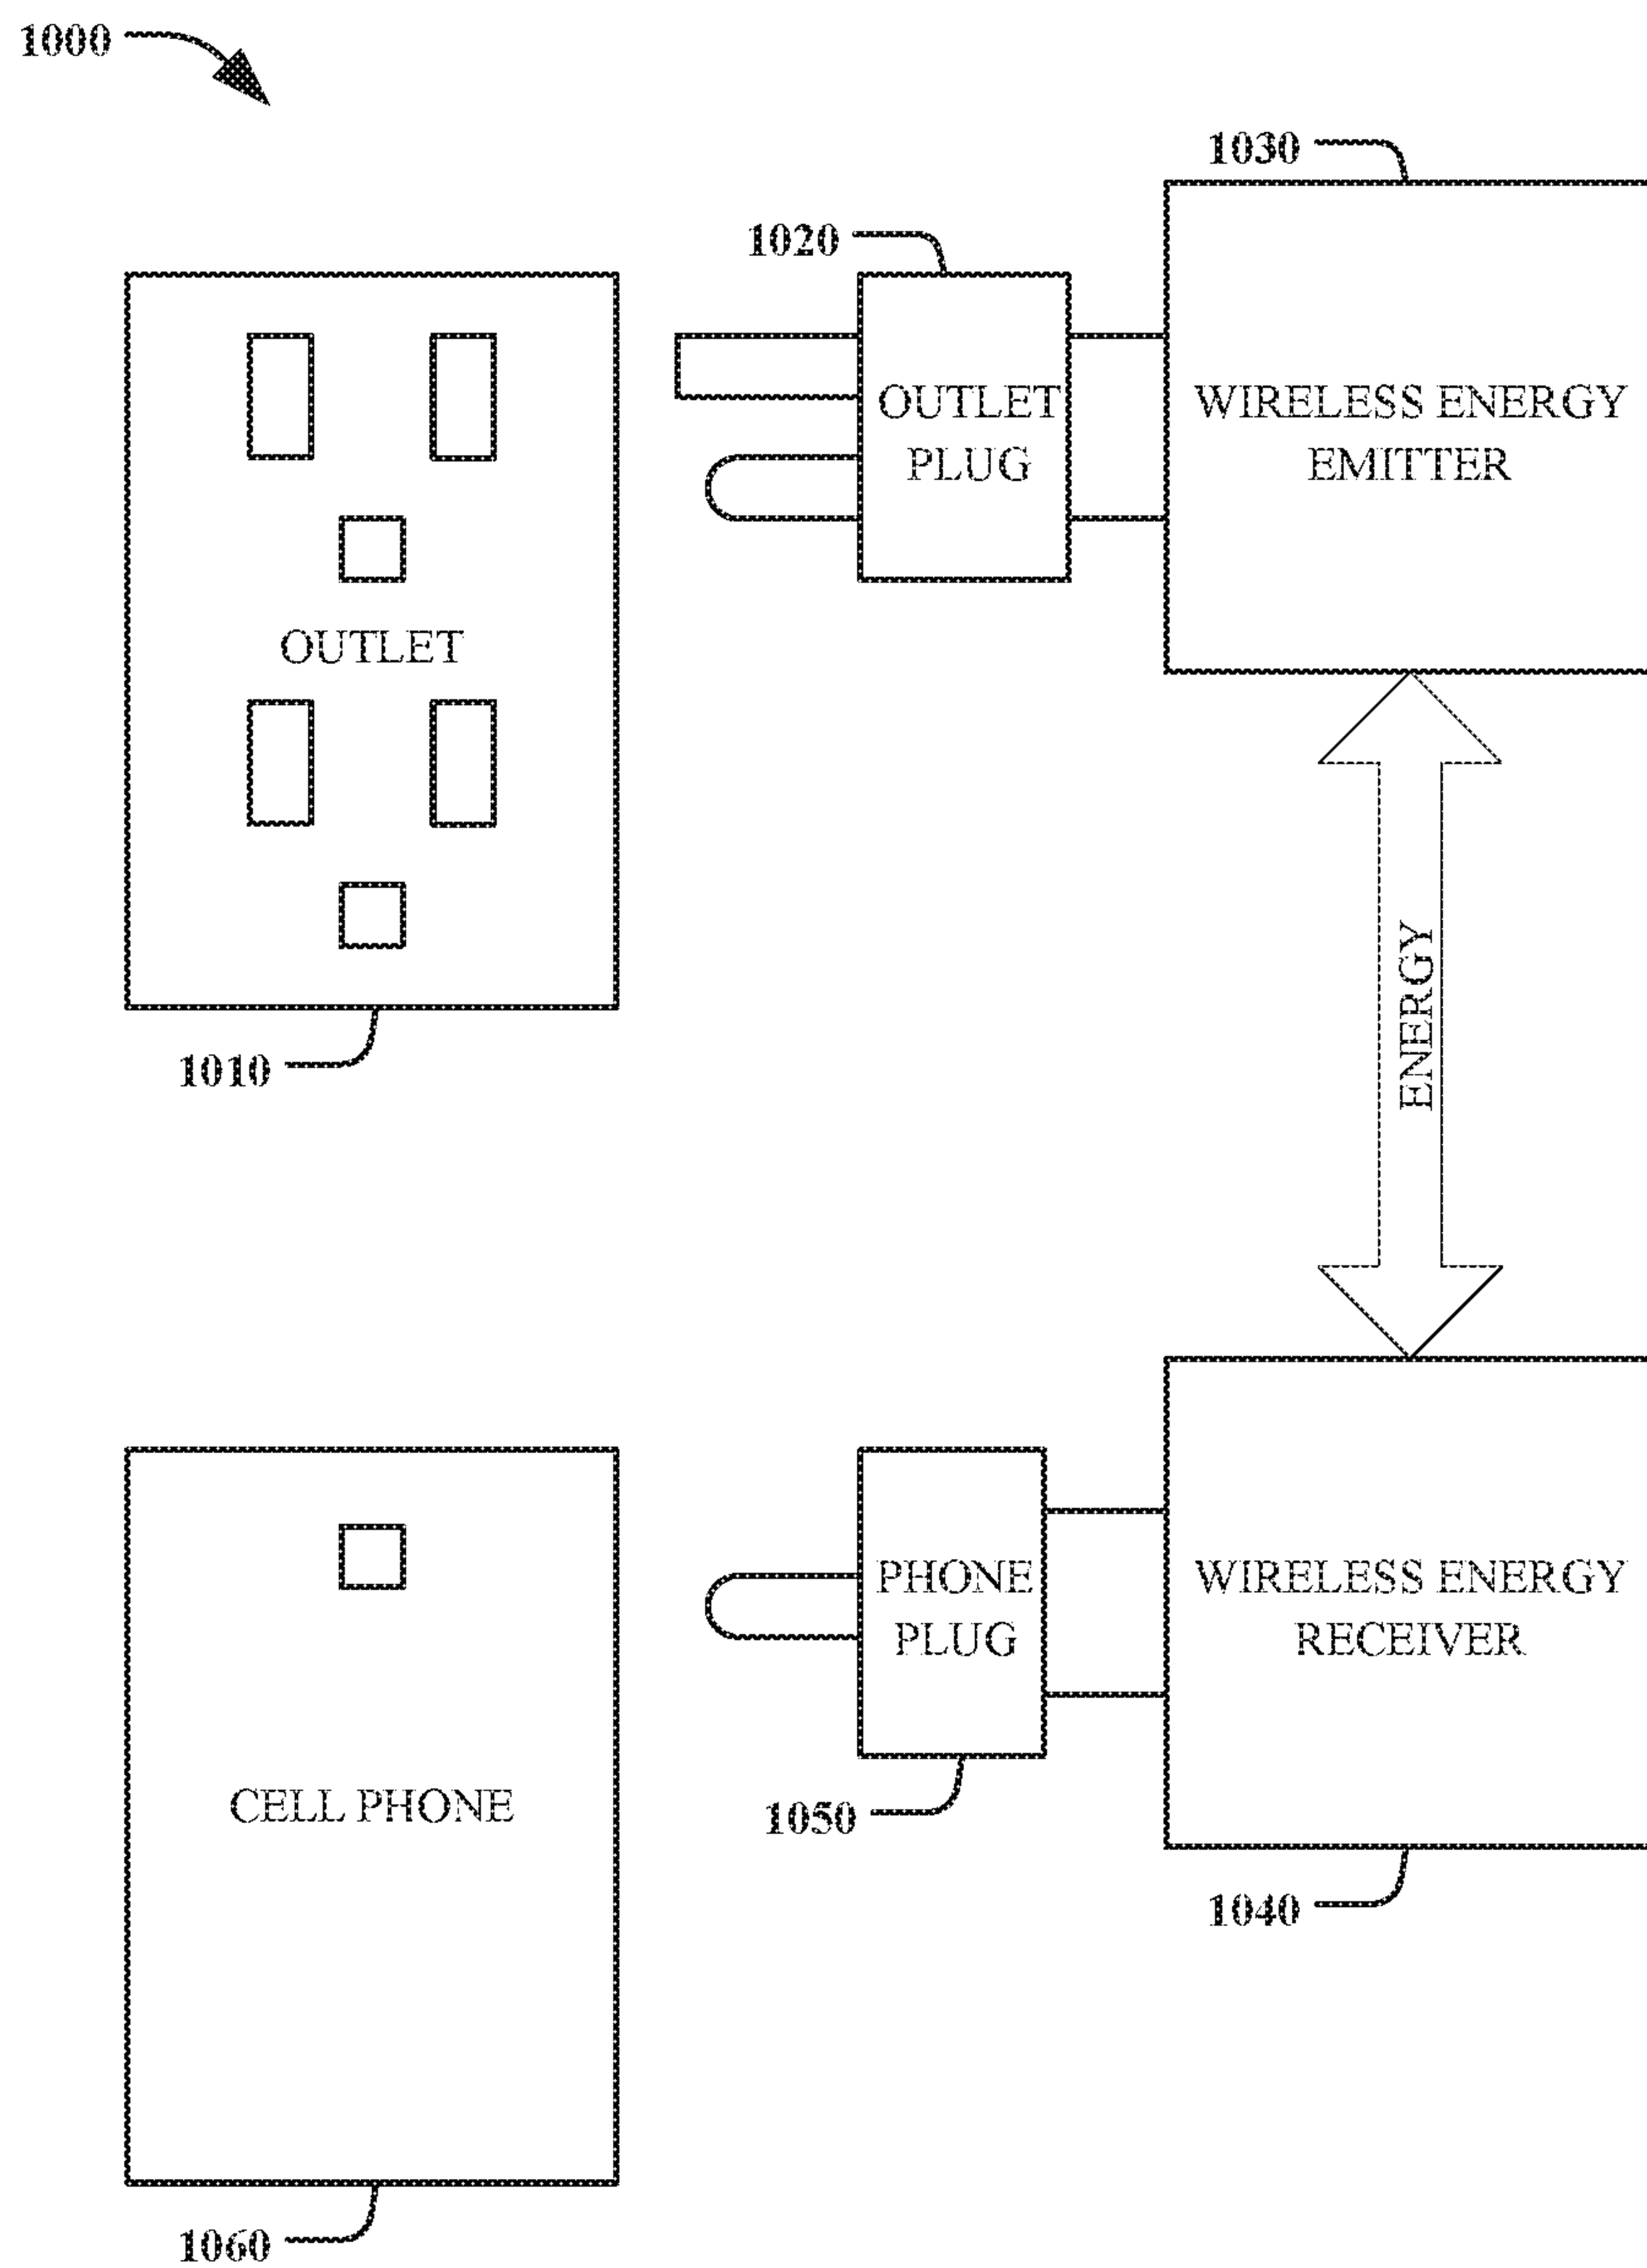 1000
1030
1020
OUTLET
PLUG
WIRELESS ENERGY
EMITTER
OUTLET
1010
ENERGY
PHONE
PLUG
WIRELESS ENERGY
RECEIVER
CELL PHONE
1050
1040
1060